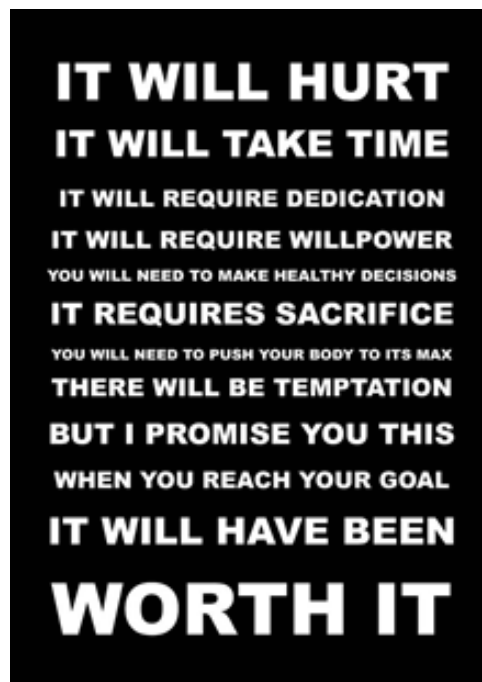 IT WILL HURT
IT WILL TAKE TIME
IT WILL REQUIRE DEDICATION
IT WILL REQUIRE WILLPOWER
YOU WILL NEED TO MAKE HEALTHY DECISIONS
IT REQUIRES SACRIFICE
YOU WILL NEED TO PUSH YOUR BODY TO ITS MAX
THERE WILL BE TEMPTATION
BUT I PROMISE YOU THIS
WHEN YOU REACH YOUR GOAL
IT WILL HAVE BEEN
WORTH IT